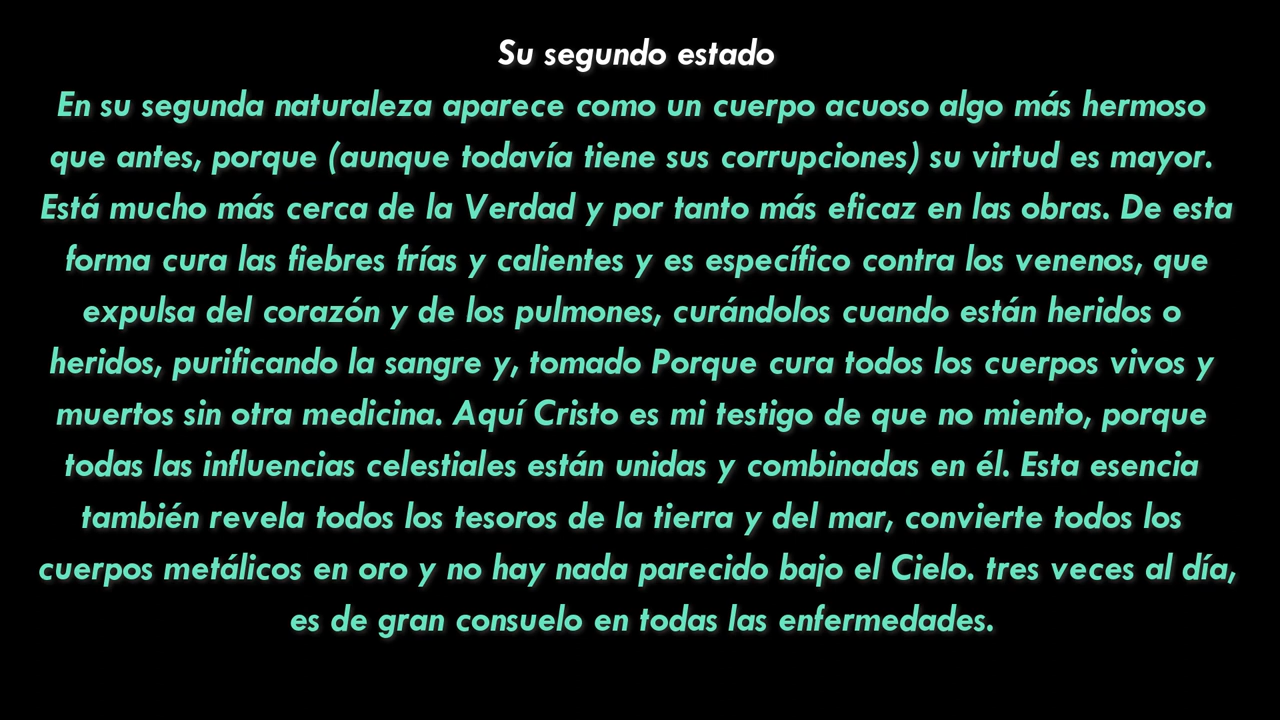 Su segundo estado
En su segunda naturaleza aparece como un cuerpo acuoso algo más hermoso
que antes, porque (aunque todavía tiene sus corrupciones) su virtud es mayor.
Está mucho más cerca de la Verdad y por tanto más eficaz en las obras. De esta
forma cura las fiebres frías y calientes y es específico contra los venenos, que
expulsa del corazón y de los pulmones, curándolos cuando están heridos o
heridos, purificando la sangre y, tomado Porque cura todos los cuerpos vivos y
muertos sin otra medicina. Aquí Cristo es mi testigo de que no miento, porque
todas las influencias celestiales están unidas y combinadas en él. Esta esencia
también revela todos los tesoros de la tierra y del mar, convierte todos los
cuerpos metálicos en oro y no hay nada parecido bajo el Cielo. tres veces al día,
es de gran consuelo en todas las enfermedades.